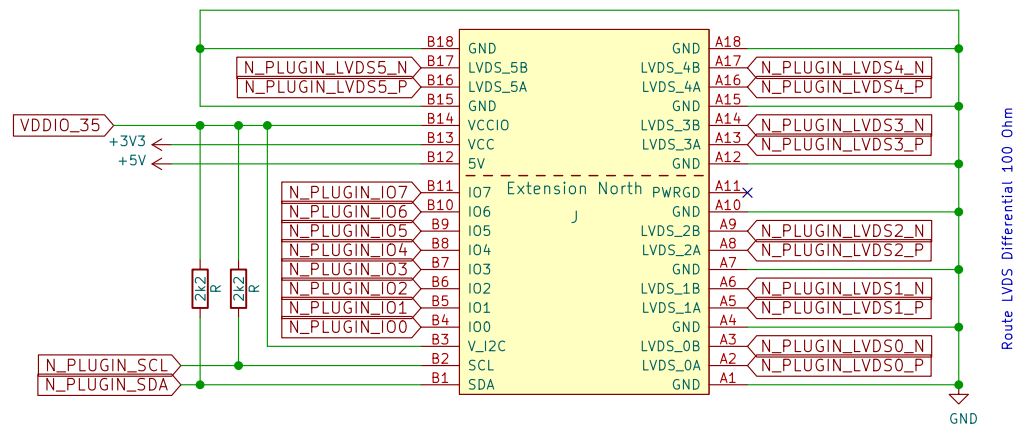 B18 GND GND A18
N_PLUGIN_LVDS5_N B17 LVDS_5B LVDS_4B A17 N_PLUGIN_LVDS4_N
N_PLUGIN_LVDS5_P B16 LVDS_5A LVDS_4A A16 N_PLUGIN_LVDS4_P
B15 GND GND A15
VDDIO_35 B14 VCCIO LVDS_3B A14 N_PLUGIN_LVDS3_N
+3V3 B13 VCC LVDS_3A A13 N_PLUGIN_LVDS3_P
+5V B12 5V GND A12
N_PLUGIN_IO7 B11 IO7 Extension North PWRGD A11
N_PLUGIN_IO6 B10 IO6 J GND A10
N_PLUGIN_IO5 B9 IO5 LVDS_2B A9 N_PLUGIN_LVDS2_N
N_PLUGIN_IO4 B8 IO4 LVDS_2A A8 N_PLUGIN_LVDS2_P
N_PLUGIN_IO3 B7 IO3 GND A7
2k2 R 2k2 R N_PLUGIN_IO2 B6 IO2 LVDS_1B A6 N_PLUGIN_LVDS1_N
N_PLUGIN_IO1 B5 IO1 LVDS_1A A5 N_PLUGIN_LVDS1_P
N_PLUGIN_IO0 B4 IO0 GND A4
B3 V_I2C LVDS_0B A3 N_PLUGIN_LVDS0_N
N_PLUGIN_SCL B2 SCL LVDS_0A A2 N_PLUGIN_LVDS0_P
N_PLUGIN_SDA B1 SDA GND A1
GND
Route LVDS Differential 100 Ohm